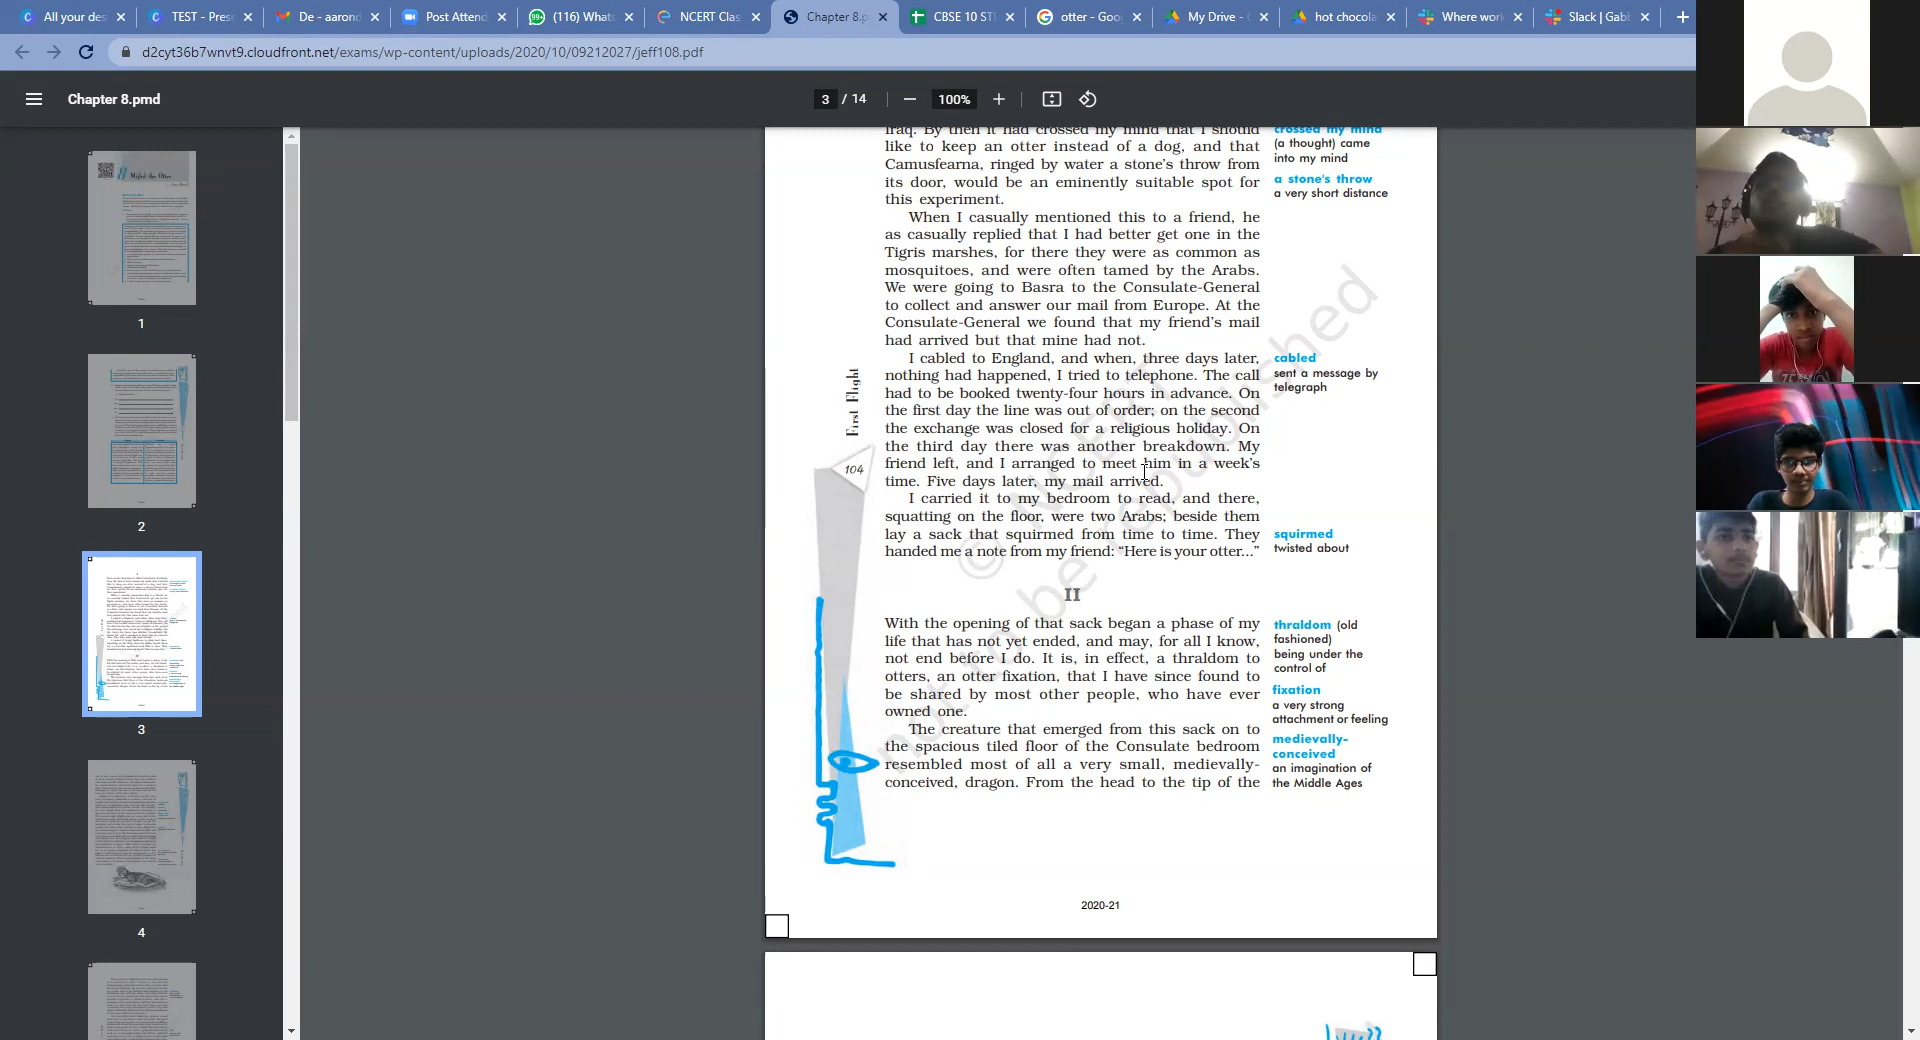 All your des
TEST - Pres
De - aarond
Post Attend
(116) Whats
NCERT Clas
Chapter 8.p
CBSE 10 ST
otter - Goo
My Drive -
hot chocola
Where work
Slack | Gab
d2cyt36b7wnvt9.cloudfront.net/exams/wp-content/uploads/2020/10/09212027/jeff108.pdf
Chapter 8.pmd
3 / 14
100%
1
2
3
4
Iraq. By then it had crossed my mind that I should
like to keep an otter instead of a dog, and that
Camusfearna, ringed by water a stone's throw from
its door, would be an eminently suitable spot for
this experiment.
When I casually mentioned this to a friend, he
as casually replied that I had better get one in the
Tigris marshes, for there they were as common as
mosquitoes, and were often tamed by the Arabs.
We were going to Basra to the Consulate-General
to collect and answer our mail from Europe. At the
Consulate-General we found that my friend's mail
had arrived but that mine had not.
I cabled to England, and when, three days later,
nothing had happened, I tried to telephone. The call
had to be booked twenty-four hours in advance. On
the first day the line was out of order; on the second
the exchange was closed for a religious holiday. On
the third day there was another breakdown. My
friend left, and I arranged to meet him in a week's
time. Five days later, my mail arrived.
I carried it to my bedroom to read, and there,
squatting on the floor, were two Arabs; beside them
lay a sack that squirmed from time to time. They
handed me a note from my friend: "Here is your otter..."
II
With the opening of that sack began a phase of my
life that has not yet ended, and may, for all I know,
not end before I do. It is, in effect, a thraldom to
otters, an otter fixation, that I have since found to
be shared by most other people, who have ever
owned one.
The creature that emerged from this sack on to
the spacious tiled floor of the Consulate bedroom
resembled most of all a very small, medievally-
conceived, dragon. From the head to the tip of the
crossed my mind
(a thought) came
into my mind
a stone's throw
a very short distance
cabled
sent a message by
telegraph
squirmed
twisted about
thraldom (old
fashioned)
being under the
control of
fixation
a very strong
attachment or feeling
medievally-
conceived
an imagination of
the Middle Ages
First Flight
104
© NCERT
not to be republished
2020-21